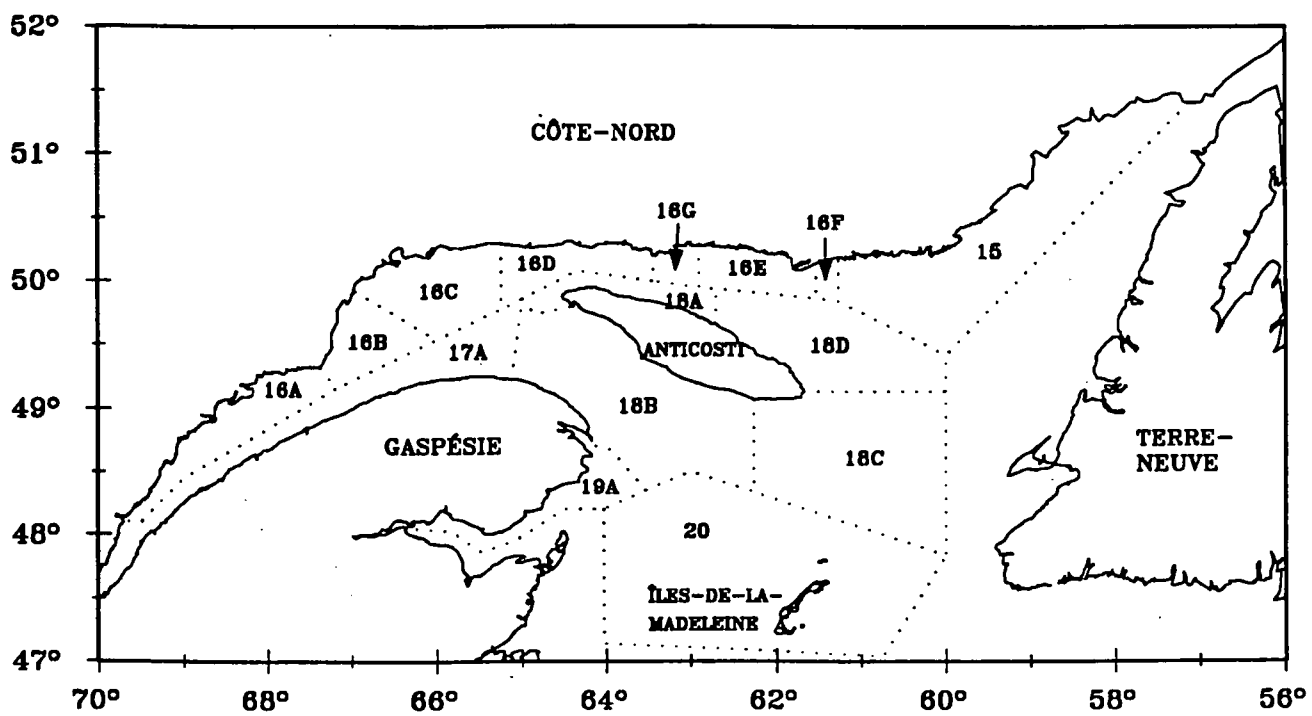 52°
51°
50°
49°
48°
47°
CÔTE-NORD
16G
16F
16D
16E
15
16C
18A
16B
17A
ANTICOSTI
18D
16A
18B
GASPÉSIE
18C
TERRE-
NEUVE
19A
20
ÎLES-DE-LA-
MADELEINE
70° 68° 66° 64° 62° 60° 58° 56°